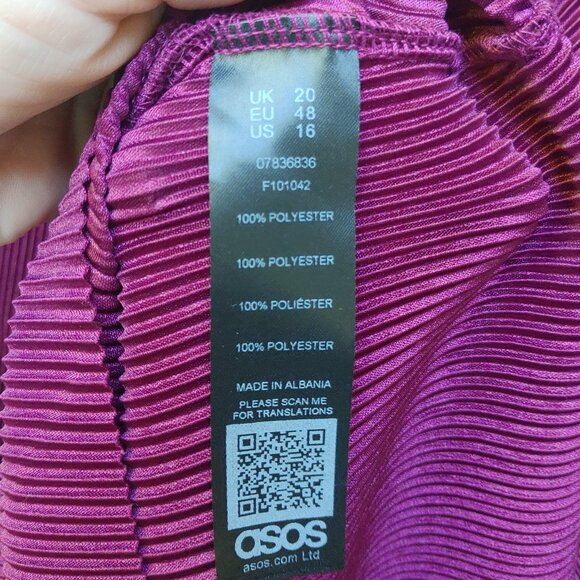 UK 20
EU 48
US 16
07836836
F101042
100% POLYESTER
100% POLYESTER
100% POLIÉSTER
100% POLYESTER
MADE IN ALBANIA
PLEASE SCAN ME
FOR TRANSLATIONS
asos
asos.com Ltd